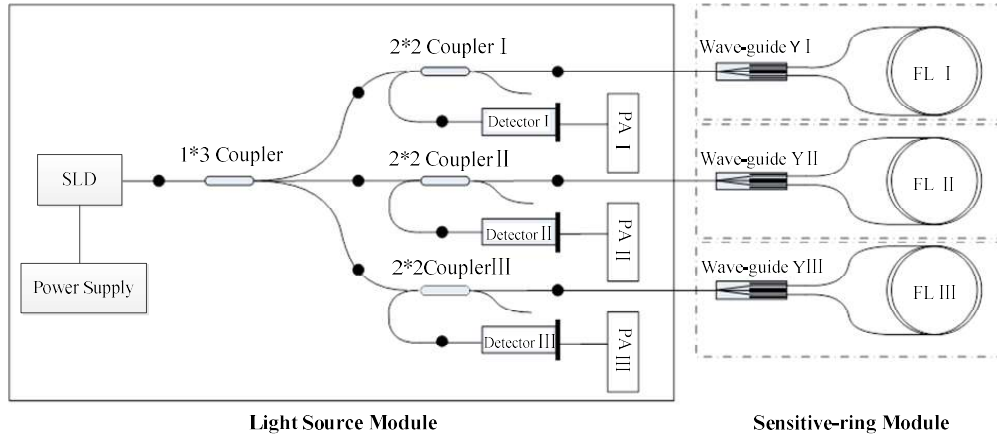 2*2 Coupler Ⅰ
Wave-guide Y Ⅰ
FL Ⅰ
Detector Ⅰ
PA Ⅰ
1*3 Coupler
2*2 Coupler Ⅱ
Wave-guide Y Ⅱ
SLD
FL Ⅱ
Detector Ⅱ
PA Ⅱ
2*2Coupler Ⅲ
Wave-guide Y Ⅲ
Power Supply
FL Ⅲ
Detector Ⅲ
PA Ⅲ
Light Source Module
Sensitive-ring Module